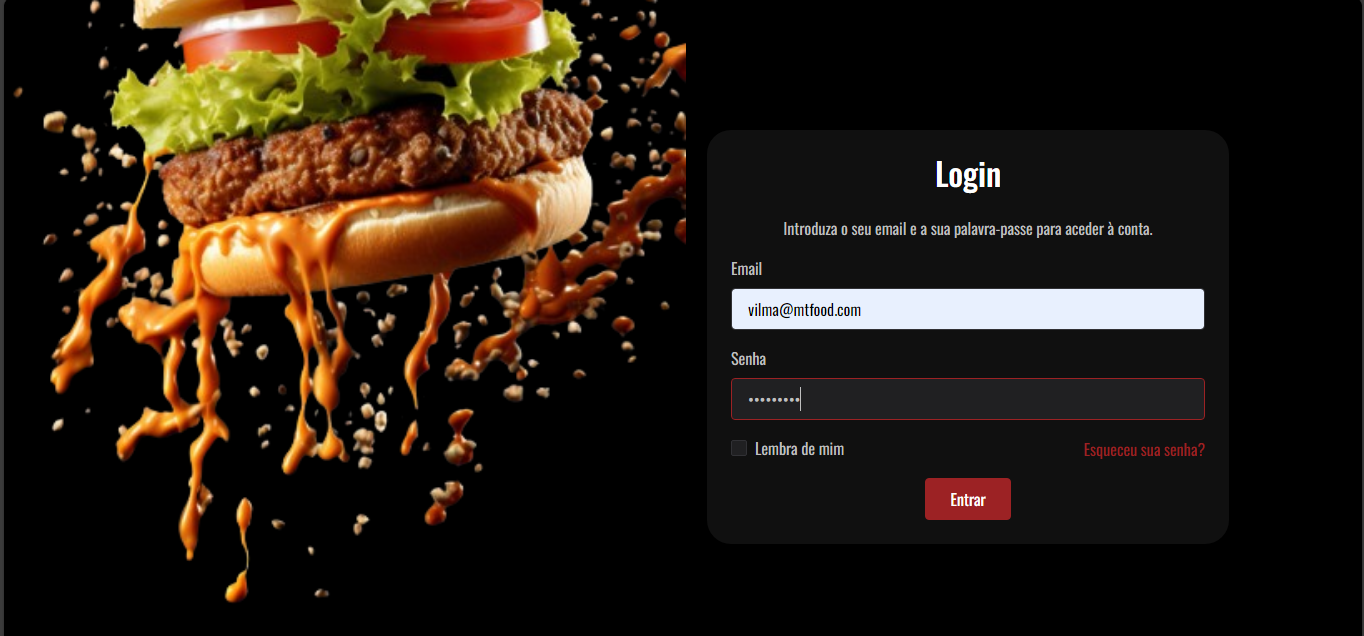 Login
Introduza o seu email e a sua palavra-passe para aceder à conta.
Email
vilma@mtfood.com
Senha
•••••••••
Lembra de mim
Esqueceu sua senha?
Entrar